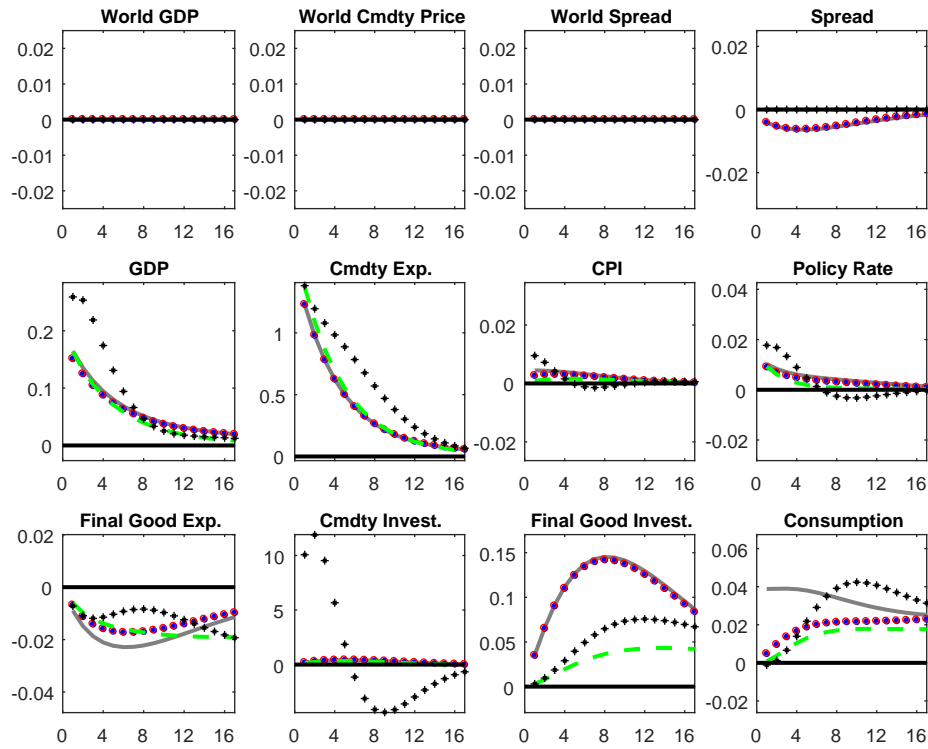 World GDP World Cmdty Price World Spread Spread
0.02 0.02 0.02 0.02
0.01 0.01 0.01
0 0 0 0
-0.01 -0.01 -0.01
-0.02 -0.02 -0.02 -0.02
0 4 8 12 16 0 4 8 12 16 0 4 8 12 16 0 4 8 12 16
GDP Cmdty Exp. CPI Policy Rate
0.2 1 0.02 0.04
0.1 0.02
0 0 0 0
-0.02 -0.02
0 4 8 12 16 0 4 8 12 16 0 4 8 12 16 0 4 8 12 16
Final Good Exp. Cmdty Invest. Final Good Invest. Consumption
0.02 10 0.15 0.06
0 5 0.1 0.04
-0.02 0 0.05 0.02
-0.04 0 0
-0.02
0 4 8 12 16 0 4 8 12 16 0 4 8 12 16 0 4 8 12 16